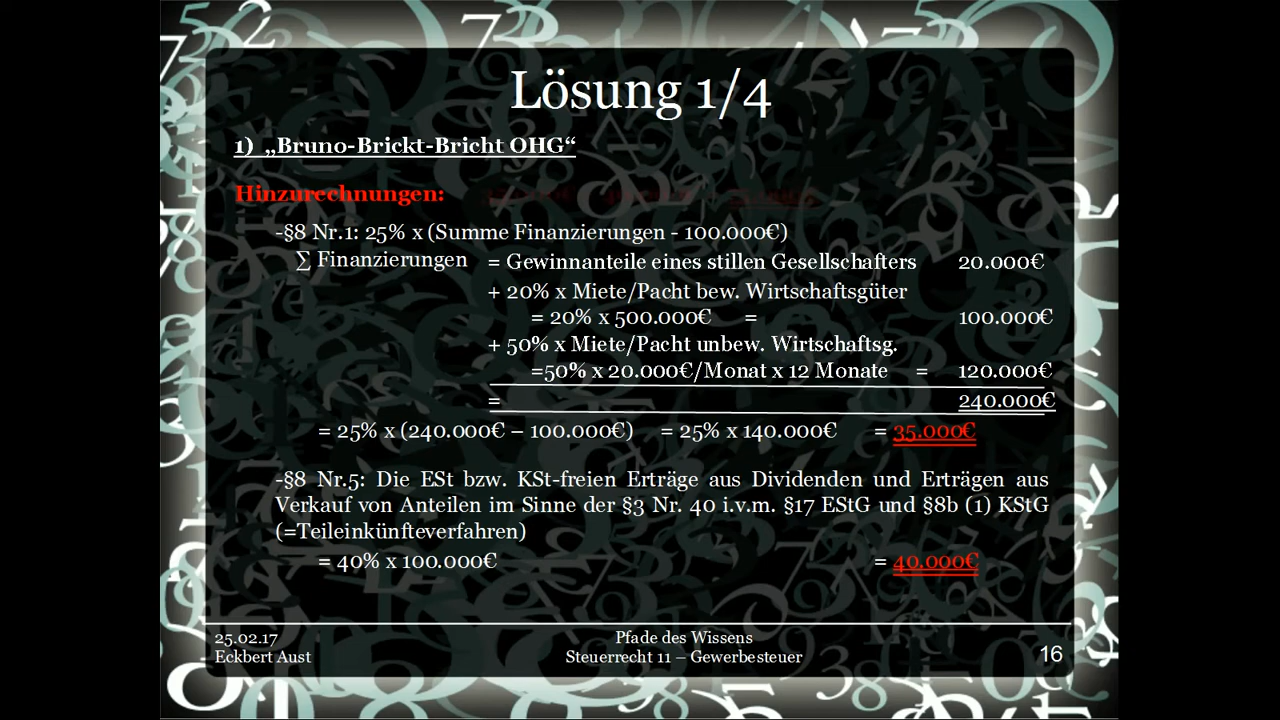 Lösung 1/4
1) „Bruno-Brickt-Bricht OHG“
Hinzurechnungen:
-§8 Nr.1: 25% x (Summe Finanzierungen - 100.000€)
∑ Finanzierungen = Gewinnanteile eines stillen Gesellschafters 20.000€
+ 20% x Miete/Pacht bew. Wirtschaftsgüter
= 20% x 500.000€ = 100.000€
+ 50% x Miete/Pacht unbew. Wirtschaftsg.
=50% x 20.000€/Monat x 12 Monate = 120.000€
= 240.000€
= 25% x (240.000€ – 100.000€) = 25% x 140.000€ = 35.000€
-§8 Nr.5: Die ESt bzw. KSt-freien Erträge aus Dividenden und Erträgen aus
Verkauf von Anteilen im Sinne der §3 Nr. 40 i.v.m. §17 EStG und §8b (1) KStG
(=Teileinkünfteverfahren)
= 40% x 100.000€ = 40.000€
25.02.17
Eckbert Aust
Pfade des Wissens
Steuerrecht 11 – Gewerbesteuer
16